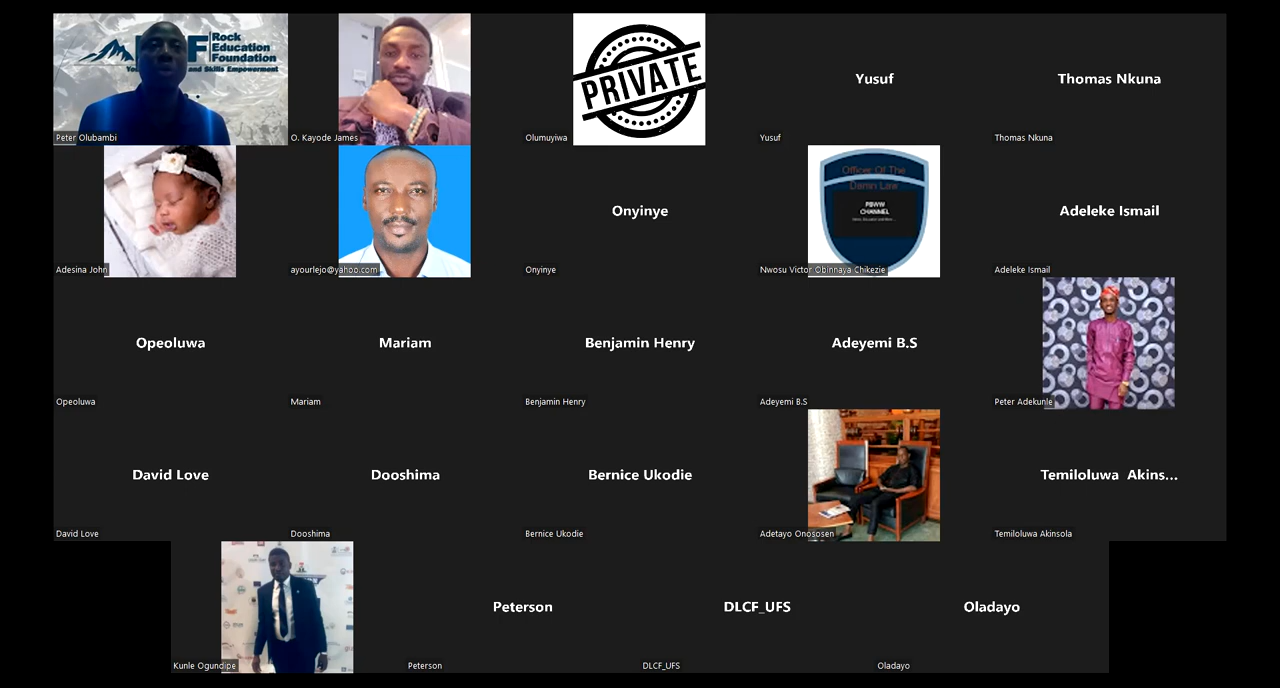 Rock
Education
Foundation
and Skills Empowerment
Peter Olubambi
O. Kayode James
PRIVATE
Olumuyiwa
Yusuf
Yusuf
Thomas Nkuna
Thomas Nkuna
Adesina John
ayourlejo@yahoo.com
Onyinye
Onyinye
Officer Of The
Damn Law
PBWW
CHANNEL
Nwosu Victor Obinnaya Chikezie
Adeleke Ismail
Adeleke Ismail
Opeoluwa
Opeoluwa
Mariam
Mariam
Benjamin Henry
Benjamin Henry
Adeyemi B.S
Adeyemi B.S
Peter Adekunle
David Love
David Love
Dooshima
Dooshima
Bernice Ukodie
Bernice Ukodie
Adetayo Onososen
Temiloluwa Akins...
Temiloluwa Akinsola
Kunle Ogundipe
Peterson
Peterson
DLCF_UFS
DLCF_UFS
Oladayo
Oladayo